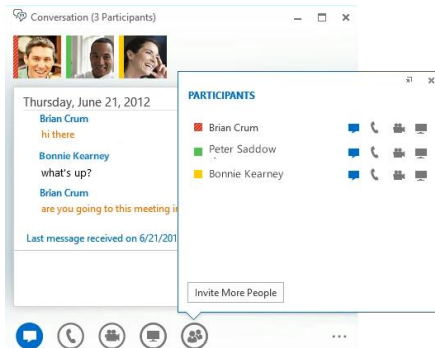 Conversation (3 Participants)
Thursday, June 21, 2012
Brian Crum
hi there
Bonnie Kearney
what's up?
Brian Crum
are you going to this meeting
Last message received on 6/21/201
PARTICIPANTS
Brian Crum
Peter Saddow
Bonnie Kearney
Invite More People